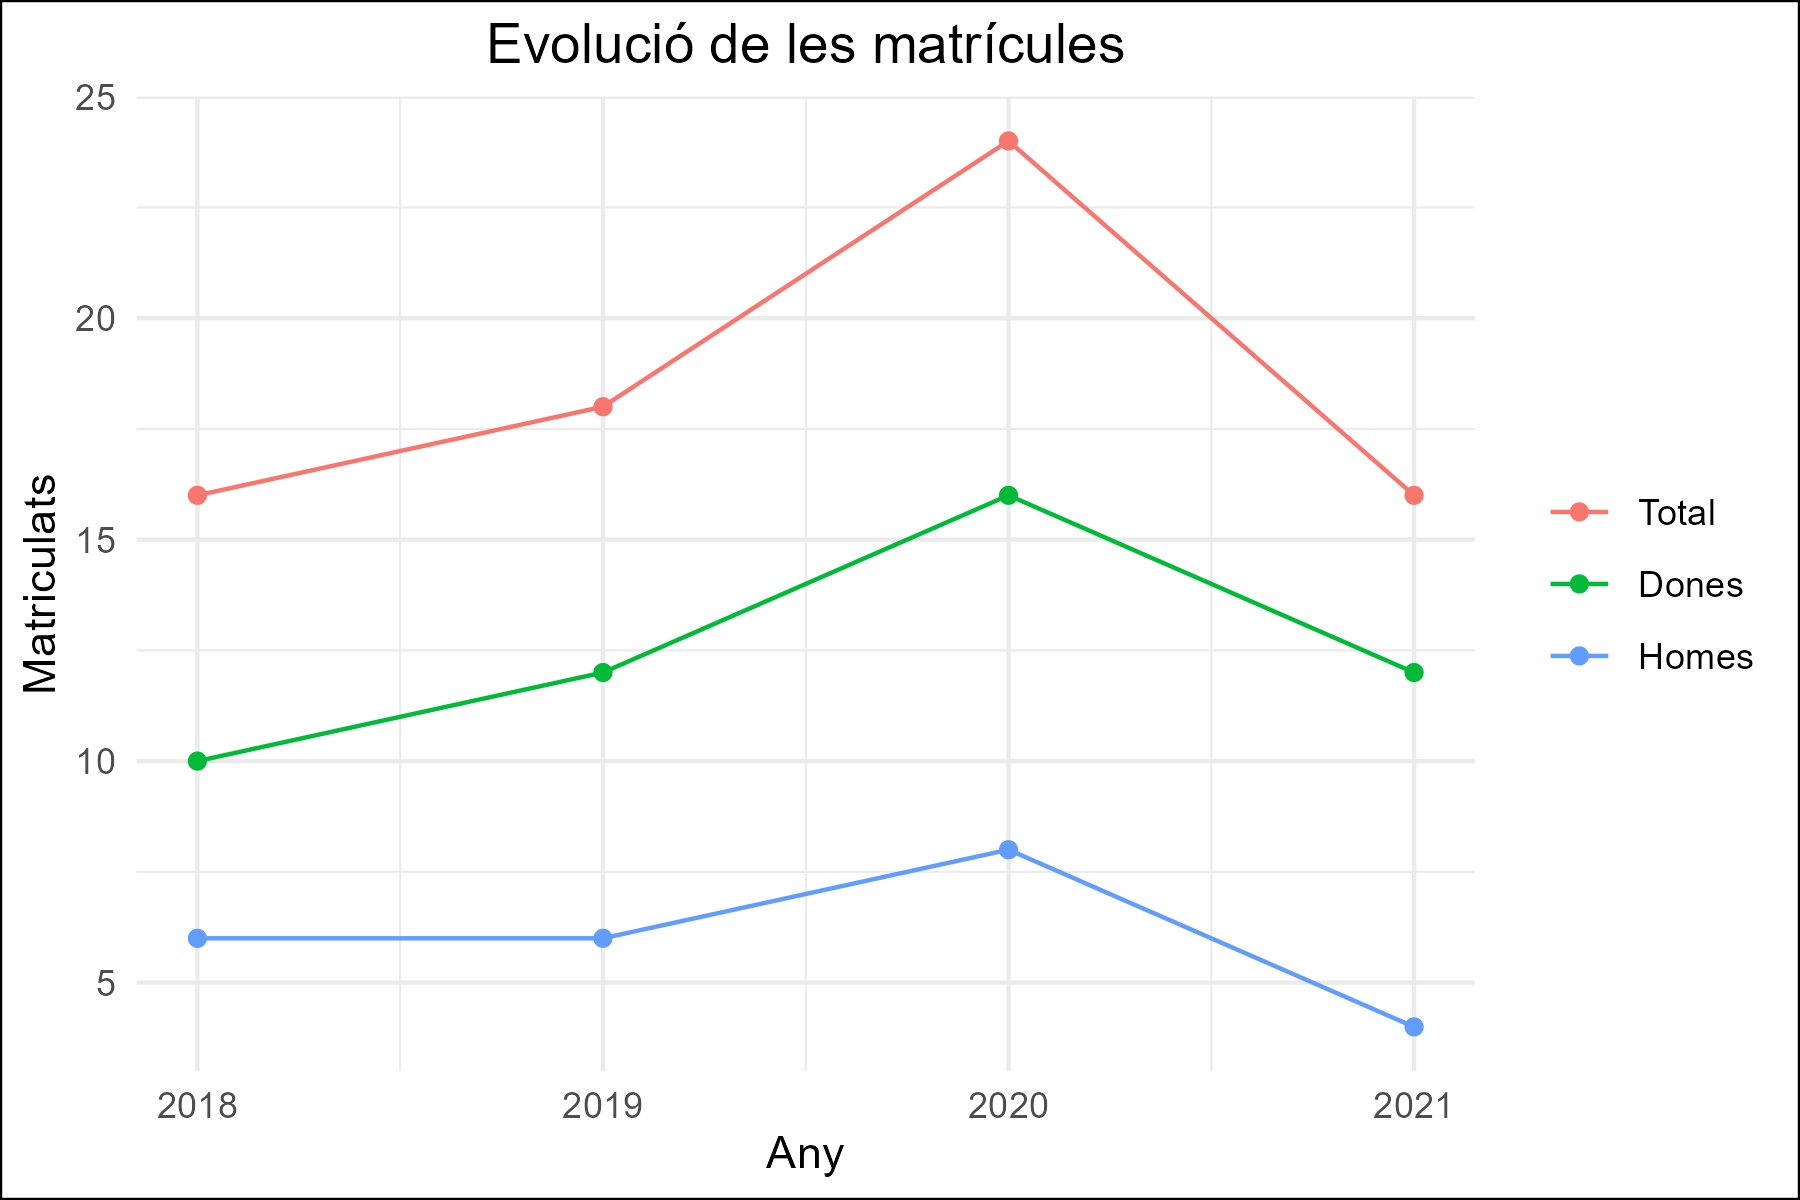 Evolució de les matrícules
25
20
15
10
5
Matriculats
2018 2019 2020 2021
Any
Total
Dones
Homes